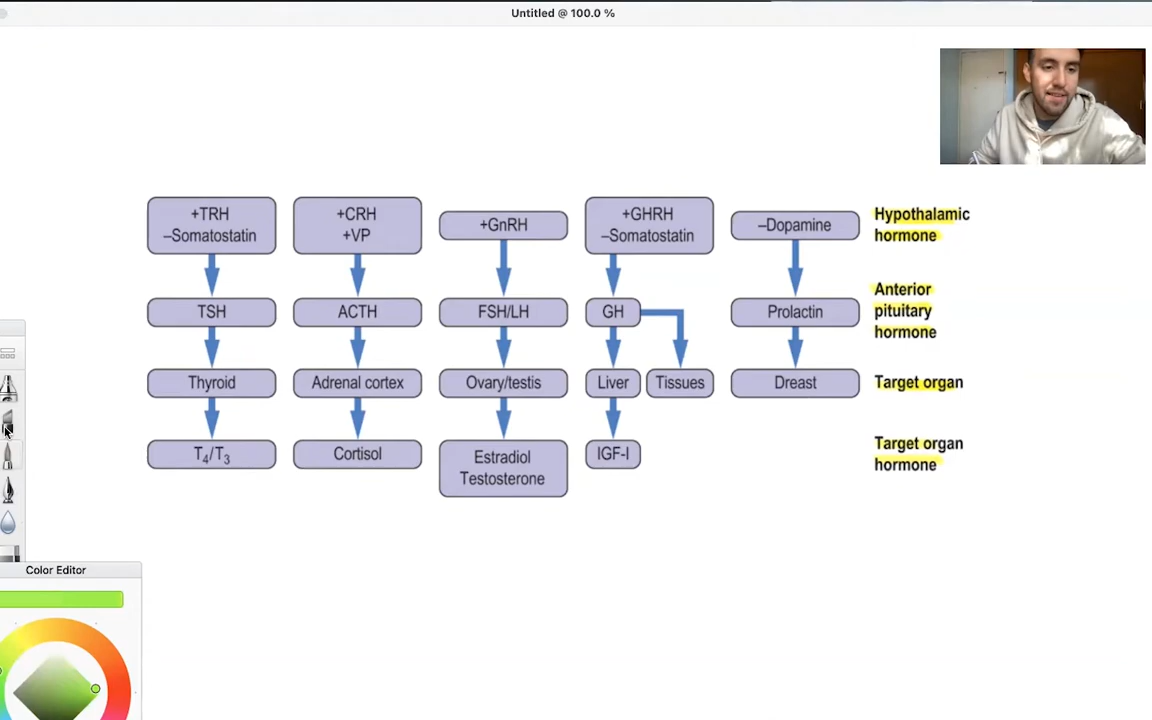 Untitled @ 100.0 %
+TRH
–Somatostatin
+CRH
+VP
+GnRH
+GHRH
–Somatostatin
–Dopamine
Hypothalamic
hormone
TSH
ACTH
FSH/LH
GH
Prolactin
Anterior
pituitary
hormone
Thyroid
Adrenal cortex
Ovary/testis
Liver
Tissues
Dreast
Target organ
T₄/T₃
Cortisol
Estradiol
Testosterone
IGF-I
Target organ
hormone
Color Editor